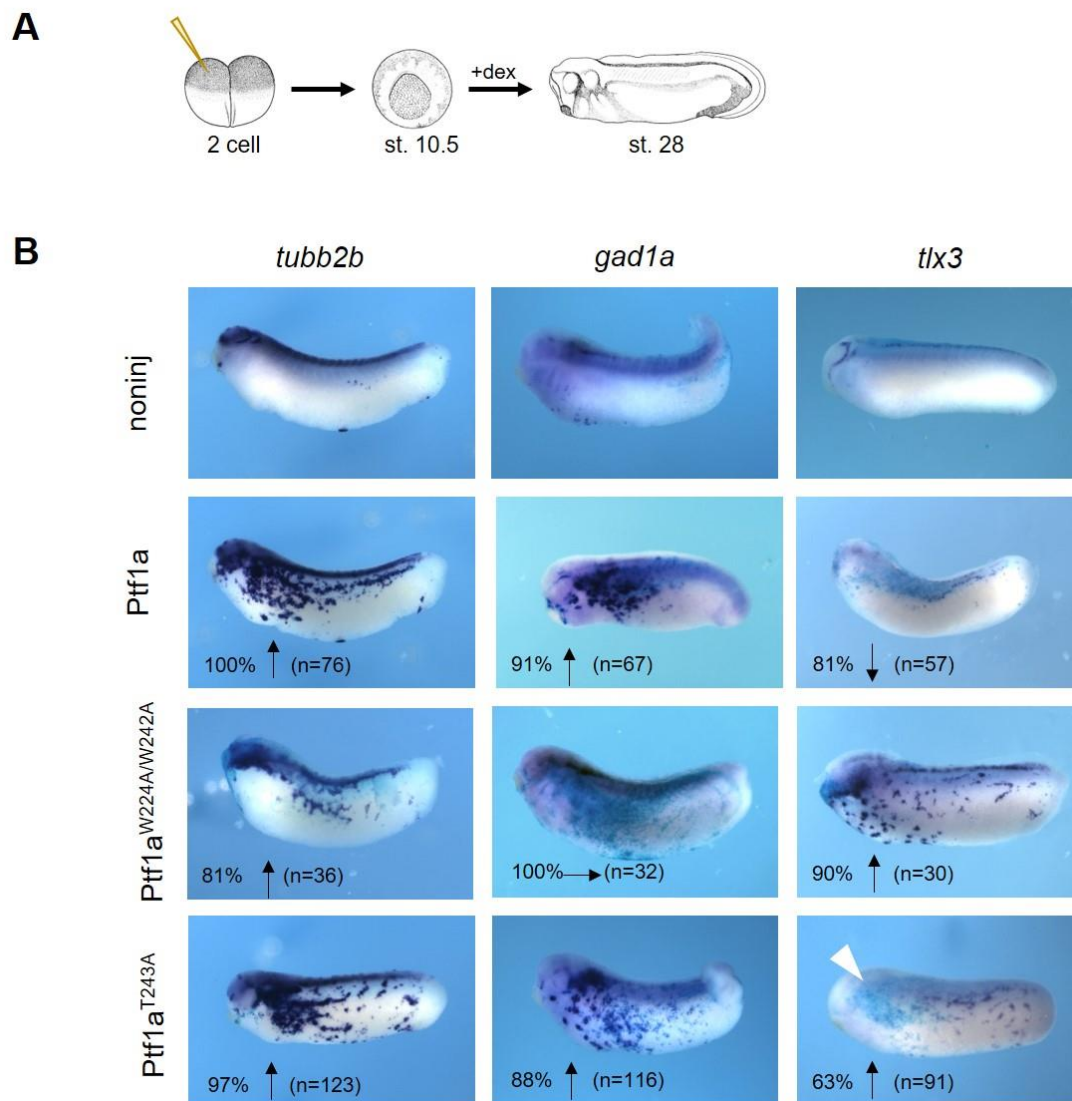 A
+dex
2 cell
st. 10.5
st. 28
B
tubb2b
gad1a
tlx3
noninj
Ptf1a
100% ↑ (n=76)
91% ↑ (n=67)
81% ↓ (n=57)
Ptf1aW224A/W242A
81% ↑ (n=36)
100%→(n=32)
90% ↑ (n=30)
Ptf1aT243A
97% ↑ (n=123)
88% ↑ (n=116)
63% ↑ (n=91)